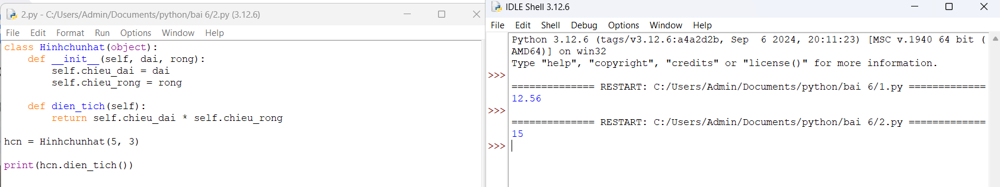 2.py - C:/Users/Admin/Documents/python/bai 6/2.py (3.12.6)
File Edit Format Run Options Window Help
class Hinhchunhat(object):
    def __init__(self, dai, rong):
        self.chieu_dai = dai
        self.chieu_rong = rong
    def dien_tich(self):
        return self.chieu_dai * self.chieu_rong
hcn = Hinhchunhat(5, 3)
print(hcn.dien_tich())
IDLE Shell 3.12.6
File Edit Shell Debug Options Window Help
Python 3.12.6 (tags/v3.12.6:a4a2d2b, Sep  6 2024, 20:11:23) [MSC v.1940 64 bit (
AMD64)] on win32
Type "help", "copyright", "credits" or "license()" for more information.
>>>
============== RESTART: C:/Users/Admin/Documents/python/bai 6/1.py =============
12.56
>>>
============== RESTART: C:/Users/Admin/Documents/python/bai 6/2.py =============
15
>>>